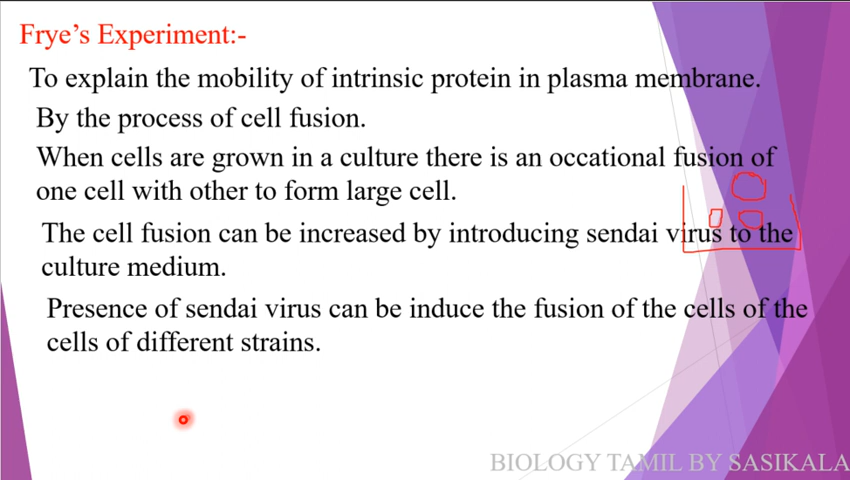 Frye's Experiment:-
To explain the mobility of intrinsic protein in plasma membrane.
By the process of cell fusion.
When cells are grown in a culture there is an occational fusion of
one cell with other to form large cell.
The cell fusion can be increased by introducing sendai virus to the
culture medium.
Presence of sendai virus can be induce the fusion of the cells of the
cells of different strains.
BIOLOGY TAMIL BY SASIKALA